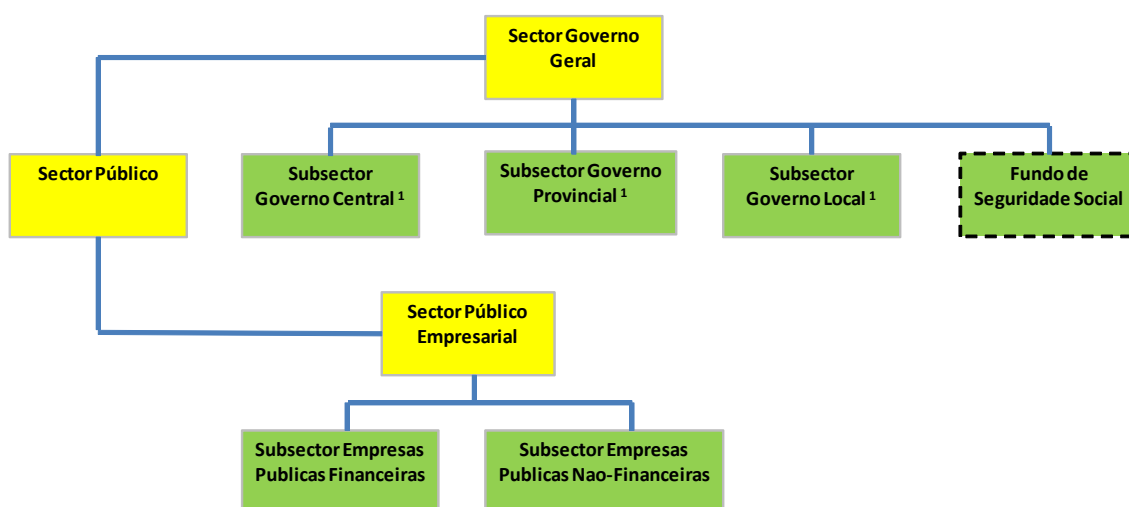 Sector Governo
Geral
Sector Público
Subsector
Governo Central ¹
Subsector Governo
Provincial ¹
Subsector
Governo Local ¹
Fundo de
Seguridade Social
Sector Público
Empresarial
Subsector Empresas
Publicas Financeiras
Subsector Empresas
Publicas Nao-Financeiras